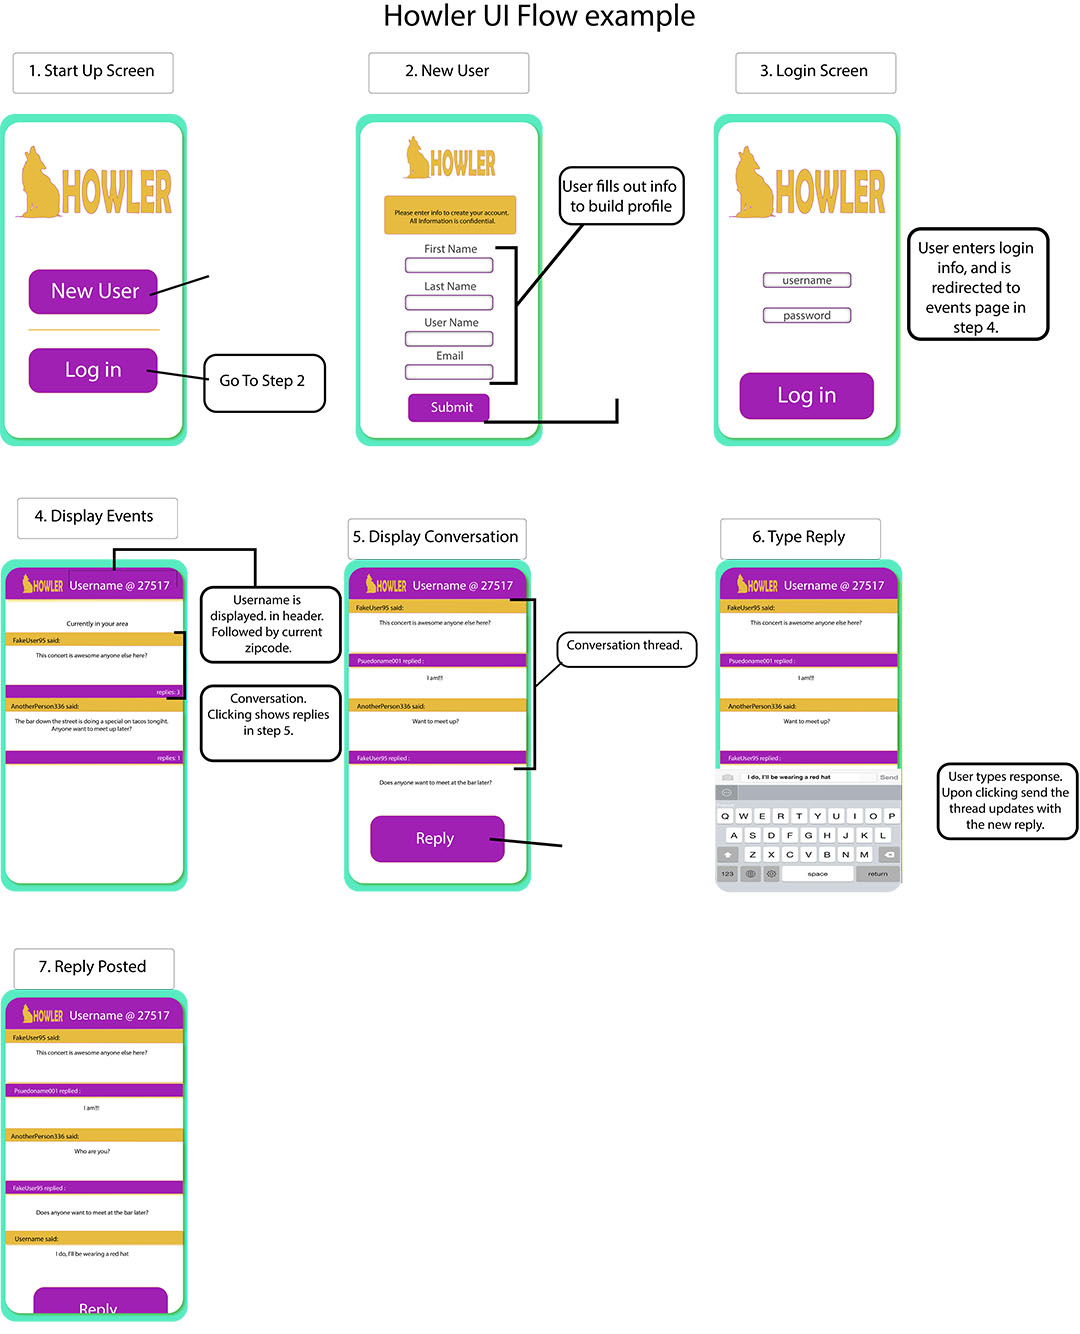 Howler UI Flow example
1. Start Up Screen
HOWLER
New User
Log in
Go To Step 2
2. New User
HOWLER
Please enter info to create your account,
All Information is confidential.
First Name
Last Name
User Name
Email
Submit
User fills out info
to build profile
3. Login Screen
HOWLER
username
password
Log in
User enters login
info, and is
redirected to
events page in
step 4.
4. Display Events
HOWLER Username @ 27517
Currently in your area
FakeUser95 said:
This concert is awesome anyone else here?
replies: 3
AnotherPerson336 said:
The bar down the street is doing a special on tacos tongiht.
Anyone want to meet up later?
replies: 1
Username is
displayed. in header.
Followed by current
zipcode.
Conversation.
Clicking shows replies
in step 5.
5. Display Conversation
HOWLER Username @ 27517
FakeUser95 said:
This concert is awesome anyone else here?
Psuedoname001 replied :
I am!!!
AnotherPerson336 said:
Want to meet up?
FakeUser95 replied :
Does anyone want to meet at the bar later?
Reply
Conversation thread.
6. Type Reply
HOWLER Username @ 27517
FakeUser95 said:
This concert is awesome anyone else here?
Psuedoname001 replied :
I am!!!
AnotherPerson336 said:
Want to meet up?
FakeUser95 replied :
I do, I'll be wearing a red hat Send
Q W E R T Y U I O P
A S D F G H J K L
Z X C V B N M
123 space return
User types response.
Upon clicking send the
thread updates with
the new reply.
7. Reply Posted
HOWLER Username @ 27517
FakeUser95 said:
This concert is awesome anyone else here?
Psuedoname001 replied :
I am!!!
AnotherPerson336 said:
Who are you?
FakeUser95 replied :
Does anyone want to meet at the bar later?
Username said:
I do, I'll be wearing a red hat
Reply